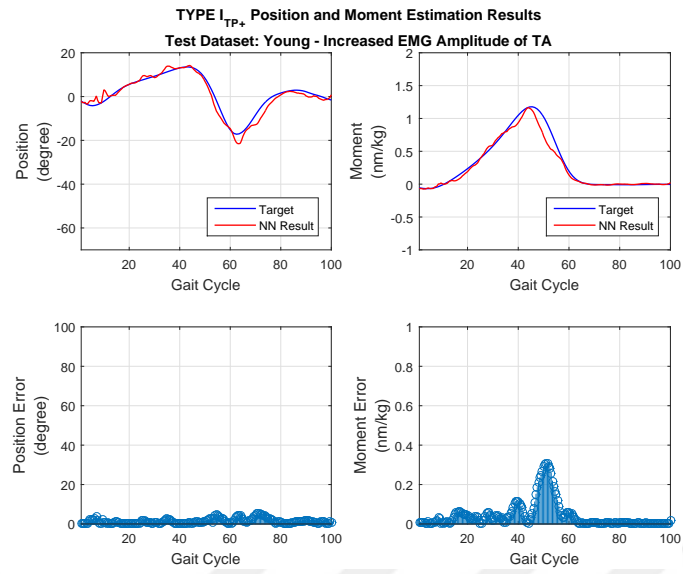 TYPE I_TP+ Position and Moment Estimation Results
Test Dataset: Young - Increased EMG Amplitude of TA
20
0
-20
-40
-60
Position
(degree)
Target
NN Result
20 40 60 80 100
Gait Cycle
2
1.5
1
0.5
0
-0.5
-1
Moment
(nm/kg)
Target
NN Result
20 40 60 80 100
Gait Cycle
100
80
60
40
20
0
Position Error
(degree)
20 40 60 80 100
Gait Cycle
1
0.8
0.6
0.4
0.2
0
Moment Error
(nm/kg)
20 40 60 80 100
Gait Cycle